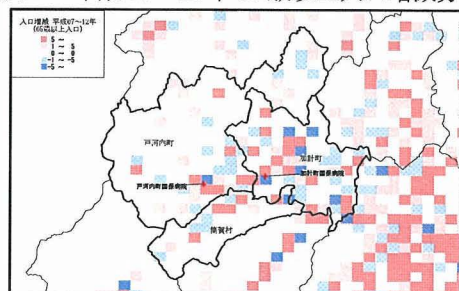 人口増減 平成07~12年
(65歳以上人口)
5 ~
1 ~ 5
0 ~ 0
-1 ~ -5
-5 ~
戸河内町
加計町
加計町国保病院
戸河内町国保病院
筒賀村